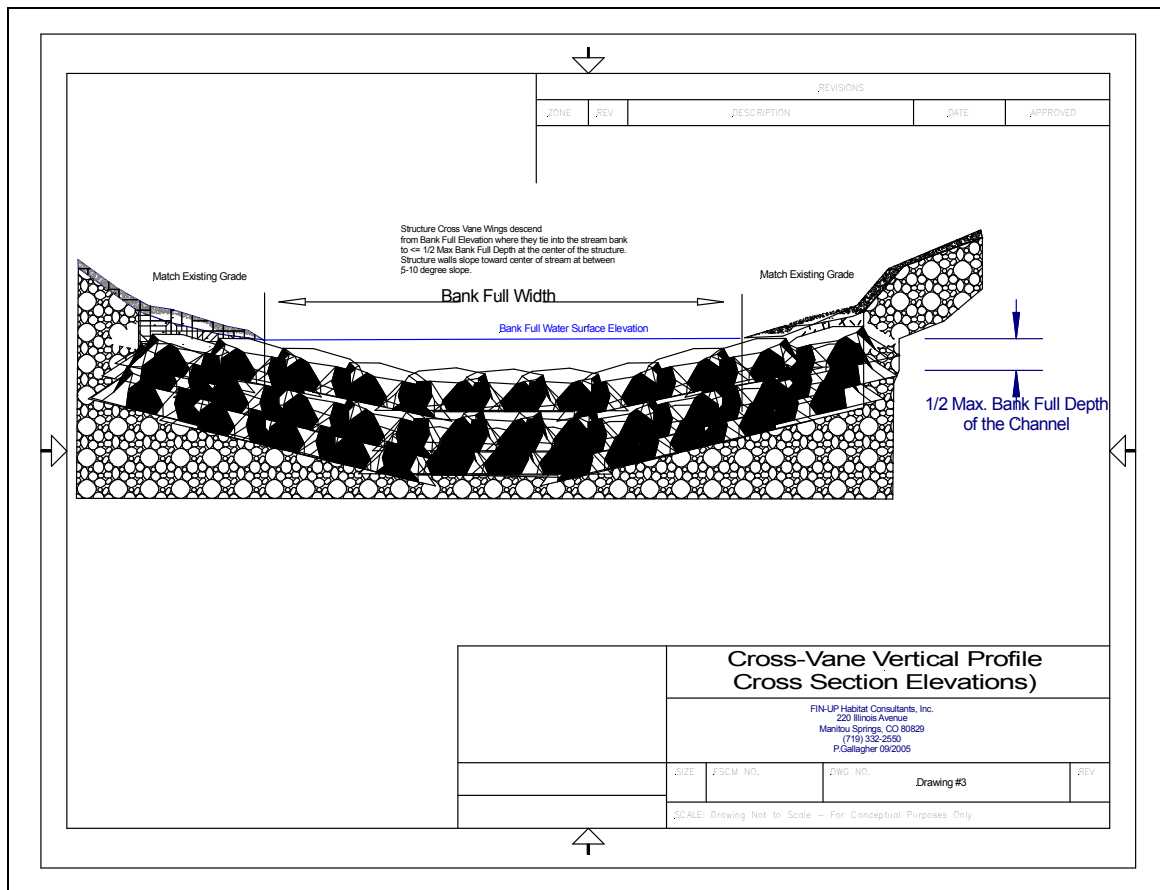 REVISIONS
ZONE REV DESCRIPTION DATE APPROVED
Structure Cross Vane Wings descend
from Bank Full Elevation where they tie into the stream bank
to <= 1/2 Max Bank Full Depth at the center of the structure.
Structure walls slope toward center of stream at between
5-10 degree slope.
Match Existing Grade
Match Existing Grade
Bank Full Width
Bank Full Water Surface Elevation
1/2 Max. Bank Full Depth
of the Channel
Cross-Vane Vertical Profile
Cross Section Elevations)
FIN-UP Habitat Consultants, Inc.
220 Illinois Avenue
Manitou Springs, CO 80829
(719) 332-2550
P.Gallagher 09/2005
SIZE FSCM NO. DWG NO. REV
Drawing #3
SCALE: Drawing Not to Scale - For Conceptual Purposes Only